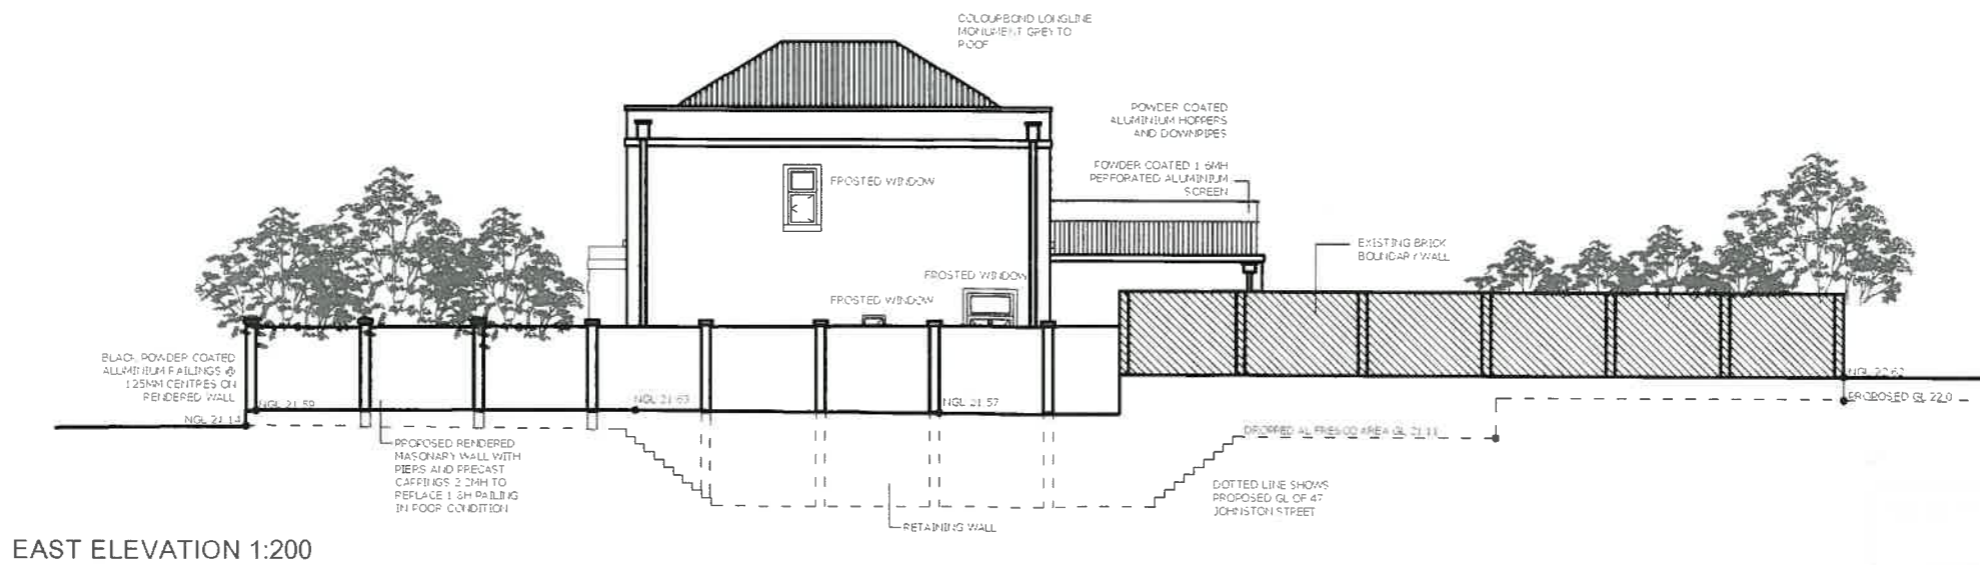 COLOURBOND LONGLINE
MONUMENT GREY TO
ROOF
POWDER COATED
ALUMINIUM HOPPERS
AND DOWNPIPES
POWDER COATED 1.6MH
PERFORATED ALUMINIUM
SCREEN
FROSTED WINDOW
EXISTING BRICK
BOUNDARY WALL
FROSTED WINDOW
FROSTED WINDOW
BLACK POWDER COATED
ALUMINIUM RAILINGS @
125MM CENTRES ON
RENDERED WALL
NGL 21.59
NGL 21.63
NGL 21.57
NGL 22.62
PROPOSED GL 22.0
NGL 21.14
PROPOSED RENDERED
MASONARY WALL WITH
PIERS AND PRECAST
CAPPINGS 2.2MH TO
REPLACE 1.8H PAILING
IN POOR CONDITION
DROPPED AL FRESCO AREA GL 21.11
DOTTED LINE SHOWS
PROPOSED GL OF 47
JOHNSTON STREET
RETAINING WALL
EAST ELEVATION 1:200